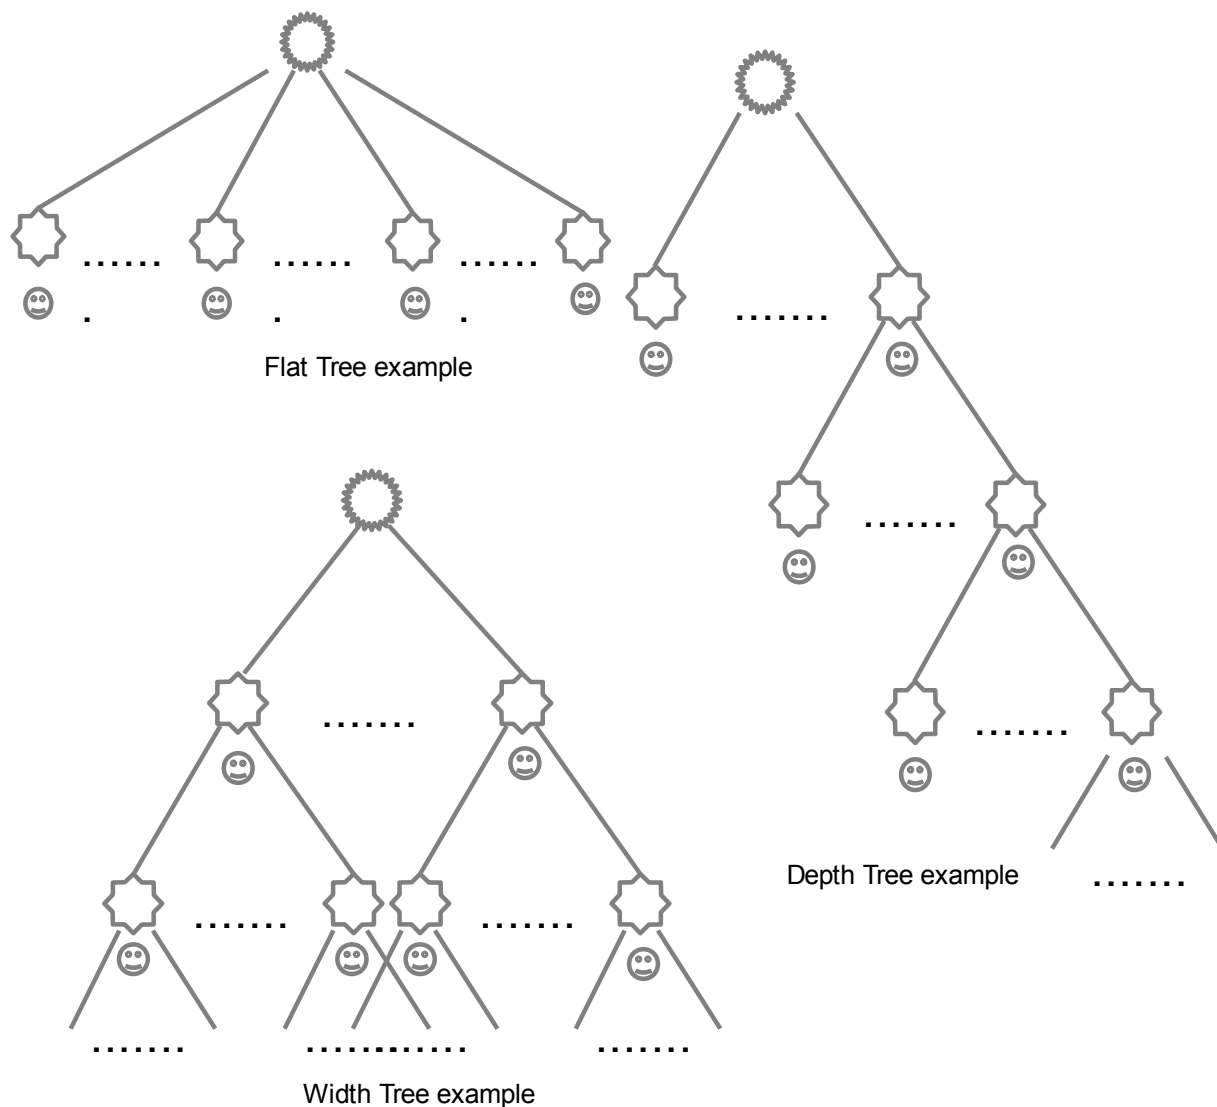 ...... ...... ......
. . .
Flat Tree example
.......
.......
.......
.......
Depth Tree example .......
....... .......
....... ....... ....... .......
Width Tree example